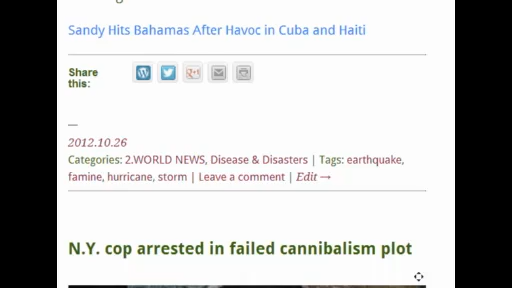 Sandy Hits Bahamas After Havoc in Cuba and Haiti
Share
this:
—
2012.10.26
Categories: 2.WORLD NEWS, Disease & Disasters | Tags: earthquake,
famine, hurricane, storm | Leave a comment | Edit →
N.Y. cop arrested in failed cannibalism plot